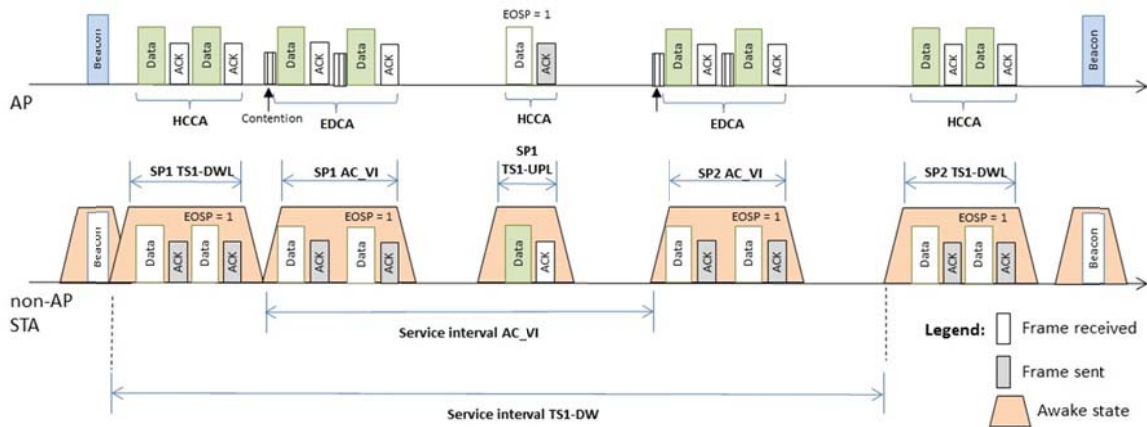 EOSP = 1
Beacon Data ACK Data ACK Data ACK Data ACK Data ACK Data ACK Data ACK Data ACK Data ACK Beacon
AP
HCCA Contention EDCA HCCA EDCA HCCA
SP1 TS1-DWL SP1 AC_VI SP1 TS1-UPL SP2 AC_VI SP2 TS1-DWL
EOSP = 1 EOSP = 1 EOSP = 1 EOSP = 1
Beacon Data ACK Data ACK Data ACK Data ACK Data ACK Data ACK Data ACK Data ACK Data ACK Beacon
non-AP
STA
Service interval AC_VI
Service interval TS1-DW
Legend:
Frame received
Frame sent
Awake state